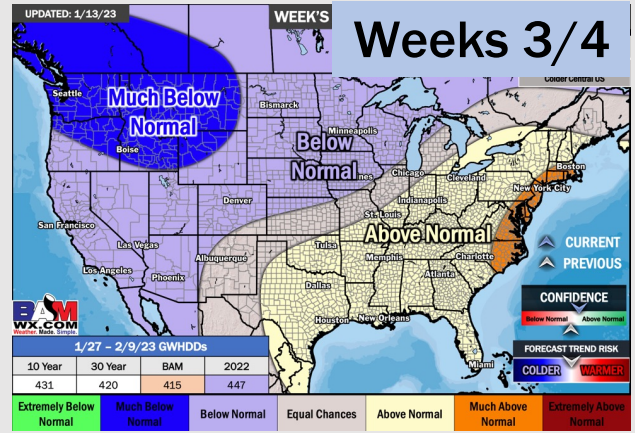 UPDATED: 1/13/23
WEEK'S
Weeks 3/4
Colder Central US
Seattle
Much Below
Normal
Bismarck
Boise
Minneapolis
Below
Normal
nes
Chicago
Cleveland
Boston
New York City
Denver
Indianapolis
St. Louis
San Francisco
Las Vegas
Above Normal
Los Angeles
Albuquerque
Tulsa
Memphis
Charlotte
Phoenix
Atlanta
Dallas
Houston
New Orleans
Miami
CURRENT
PREVIOUS
CONFIDENCE
Below Normal Above Normal
FORECAST TREND RISK
COLDER WARMER
BAM
WX.COM
Weather. Made. Simple.
1/27 – 2/9/23 GWHDDs
10 Year 30 Year BAM 2022
431 420 415 447
Extremely Below Normal
Much Below Normal
Below Normal
Equal Chances
Above Normal
Much Above Normal
Extremely Above Normal